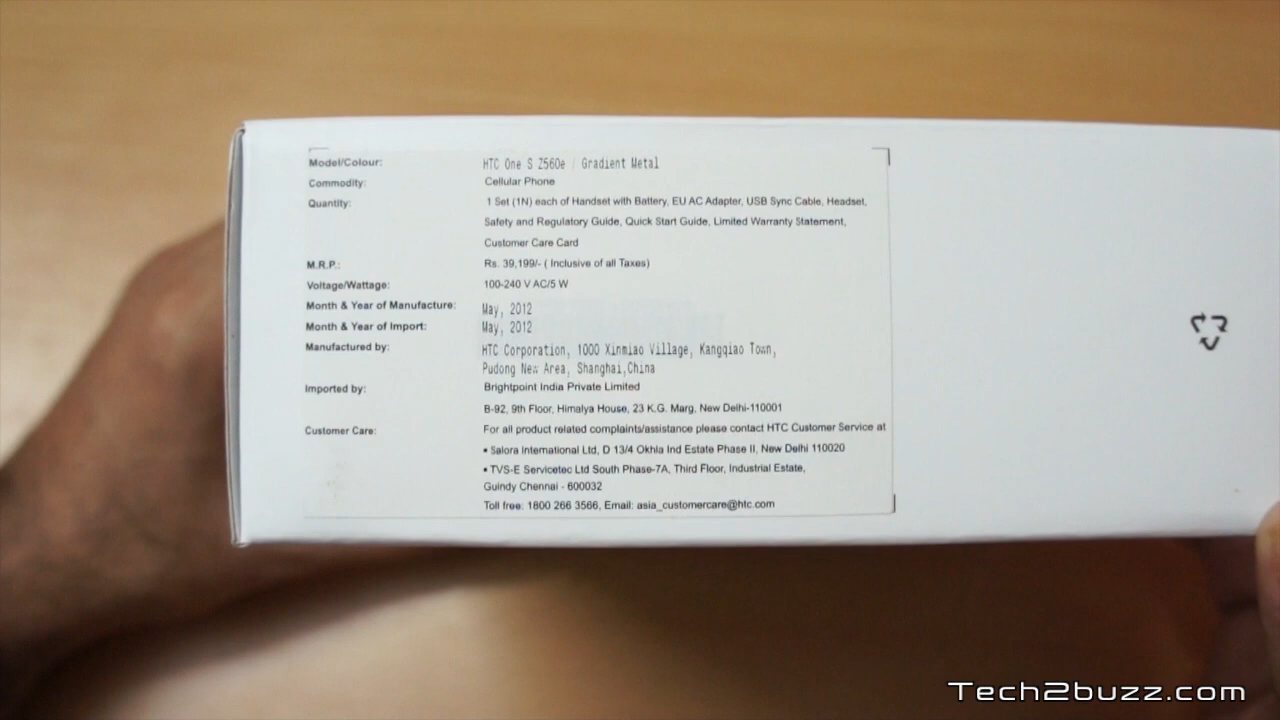 Model/Colour: HTC One S Z560e / Gradient Metal
Commodity: Cellular Phone
Quantity: 1 Set (1N) each of Handset with Battery, EU AC Adapter, USB Sync Cable, Headset,
Safety and Regulatory Guide, Quick Start Guide, Limited Warranty Statement,
Customer Care Card
M.R.P.: Rs. 39,199/- ( Inclusive of all Taxes)
Voltage/Wattage: 100-240 V AC/5 W
Month & Year of Manufacture: May, 2012
Month & Year of Import: May, 2012
Manufactured by: HTC Corporation, 1000 Xinmiao Village, Kangqiao Town,
Pudong New Area, Shanghai,China
Imported by: Brightpoint India Private Limited
B-92, 9th Floor, Himalya House, 23 K.G. Marg, New Delhi-110001
Customer Care: For all product related complaints/assistance please contact HTC Customer Service at
• Salora International Ltd, D 13/4 Okhla Ind Estate Phase II, New Delhi 110020
• TVS-E Servicetec Ltd South Phase-7A, Third Floor, Industrial Estate,
Guindy Chennai - 600032
Toll free: 1800 266 3566, Email: asia_customercare@htc.com
Tech2buzz.com